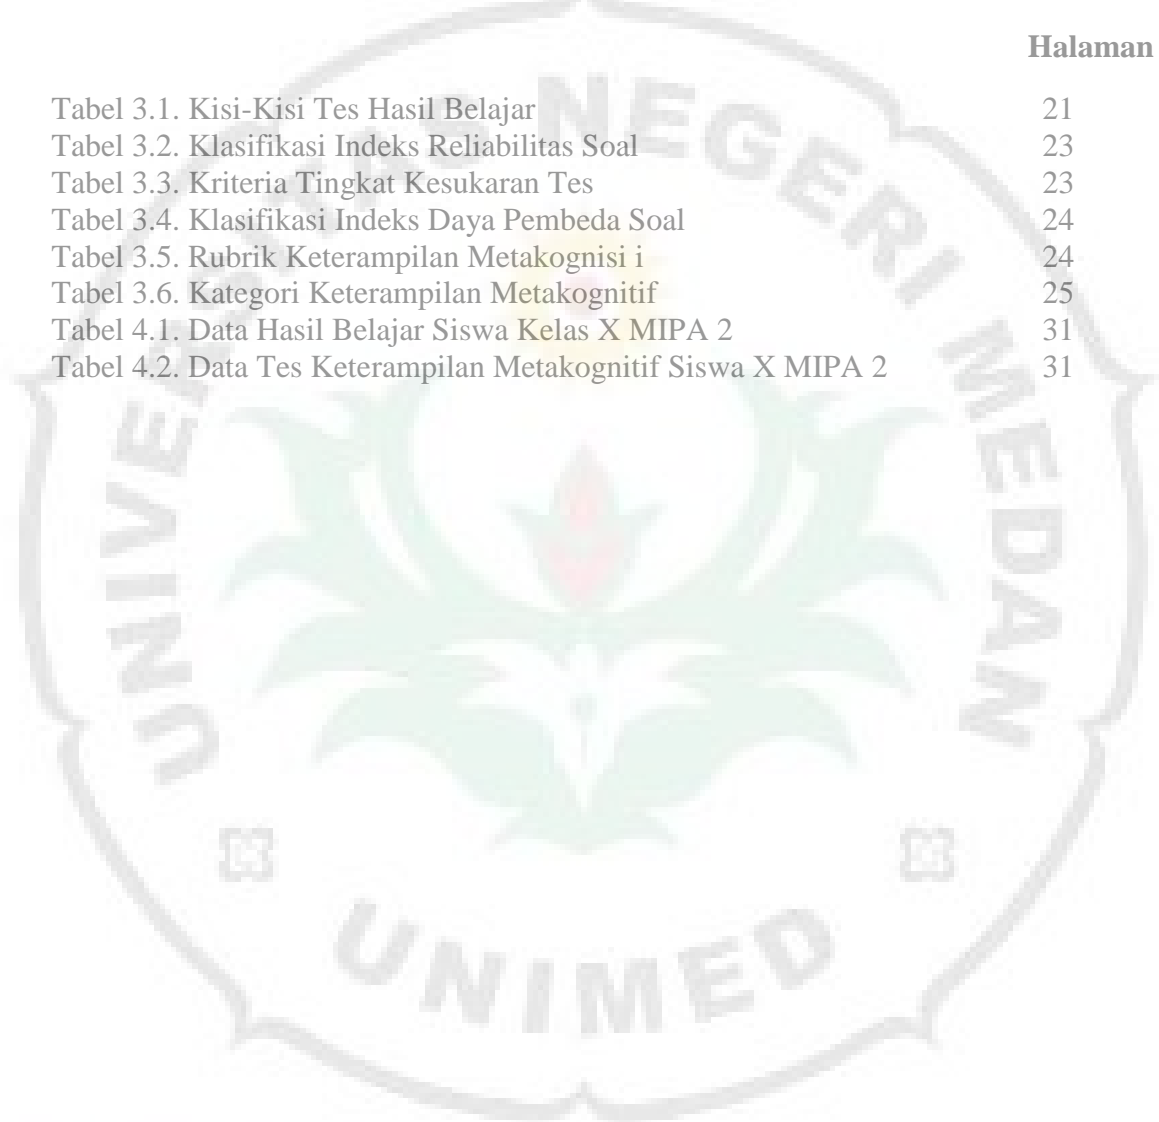 Halaman
Tabel 3.1. Kisi-Kisi Tes Hasil Belajar 21
Tabel 3.2. Klasifikasi Indeks Reliabilitas Soal 23
Tabel 3.3. Kriteria Tingkat Kesukaran Tes 23
Tabel 3.4. Klasifikasi Indeks Daya Pembeda Soal 24
Tabel 3.5. Rubrik Keterampilan Metakognisi i 24
Tabel 3.6. Kategori Keterampilan Metakognitif 25
Tabel 4.1. Data Hasil Belajar Siswa Kelas X MIPA 2 31
Tabel 4.2. Data Tes Keterampilan Metakognitif Siswa X MIPA 2 31
UNIVERSITAS NEGERI MEDAN
UNIMED